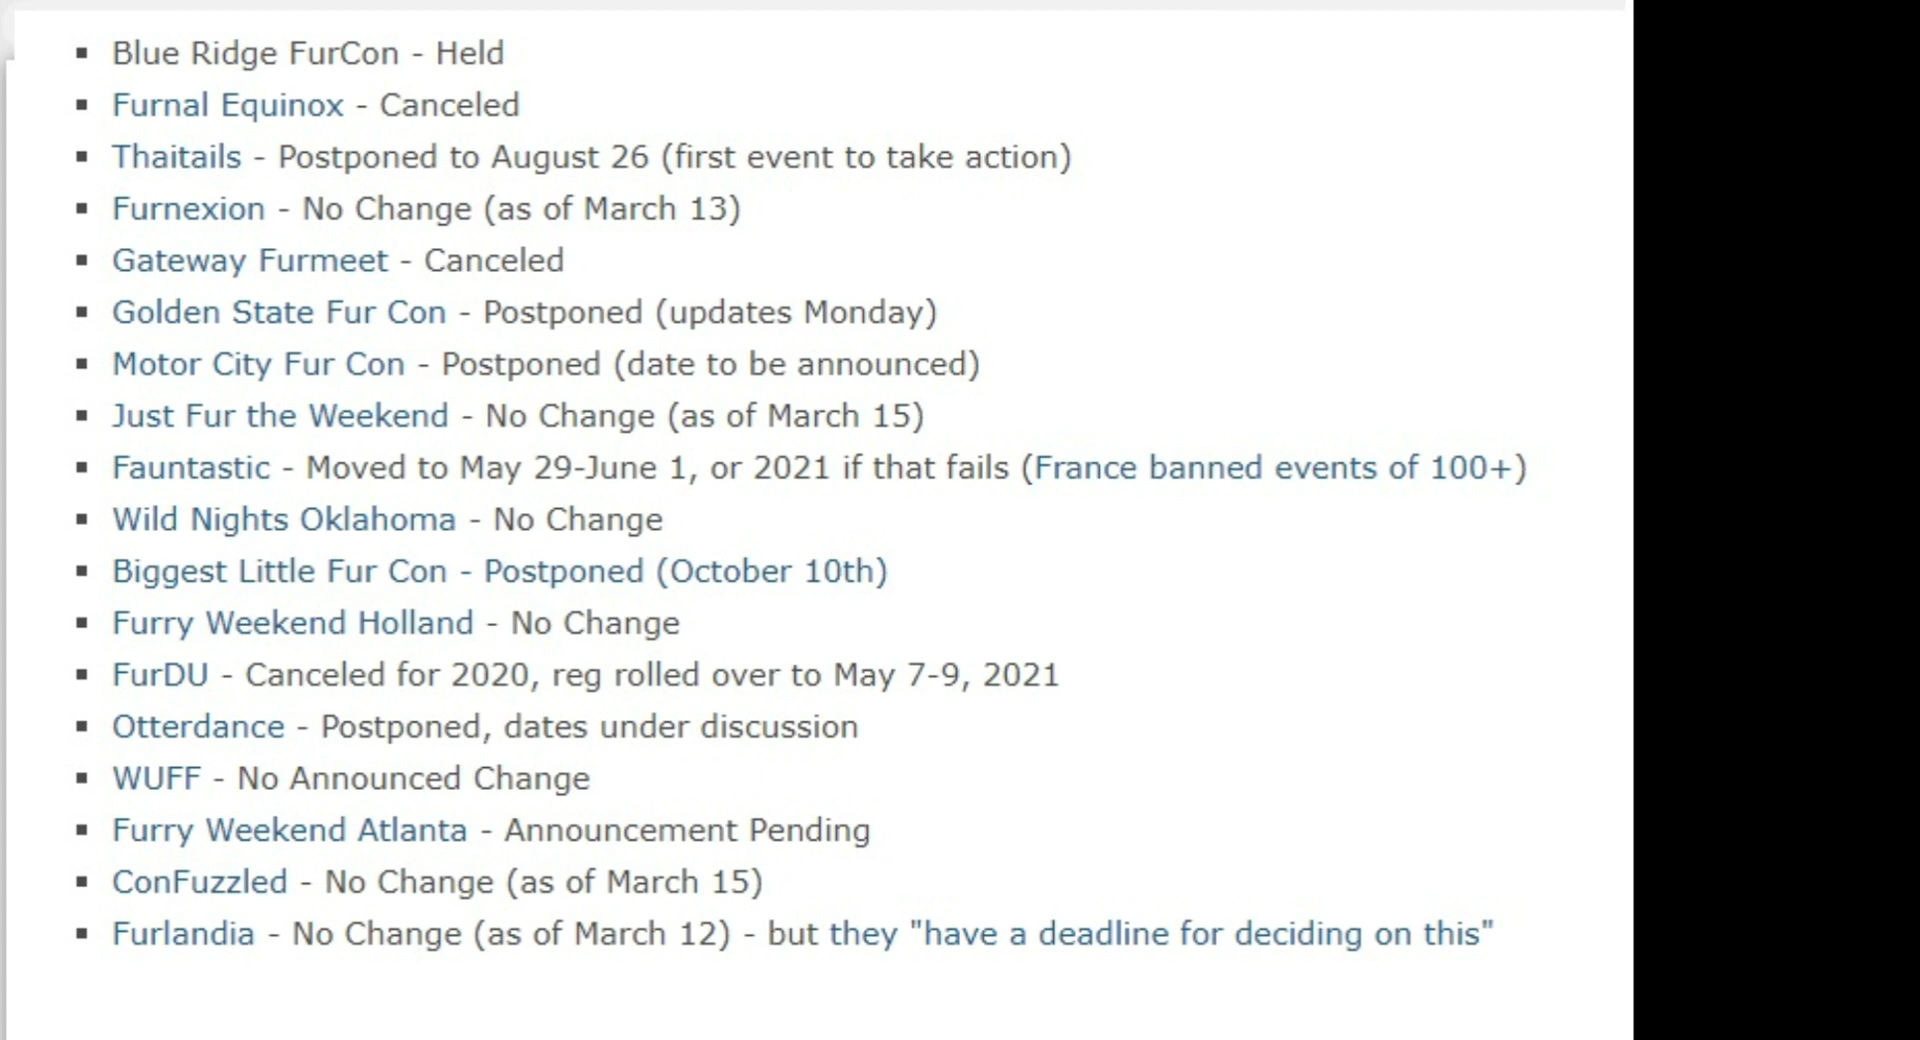 Blue Ridge FurCon - Held
Furnal Equinox - Canceled
Thaitails - Postponed to August 26 (first event to take action)
Furnexion - No Change (as of March 13)
Gateway Furmeet - Canceled
Golden State Fur Con - Postponed (updates Monday)
Motor City Fur Con - Postponed (date to be announced)
Just Fur the Weekend - No Change (as of March 15)
Fauntastic - Moved to May 29-June 1, or 2021 if that fails (France banned events of 100+)
Wild Nights Oklahoma - No Change
Biggest Little Fur Con - Postponed (October 10th)
Furry Weekend Holland - No Change
FurDU - Canceled for 2020, reg rolled over to May 7-9, 2021
Otterdance - Postponed, dates under discussion
WUFF - No Announced Change
Furry Weekend Atlanta - Announcement Pending
ConFuzzled - No Change (as of March 15)
Furlandia - No Change (as of March 12) - but they "have a deadline for deciding on this"